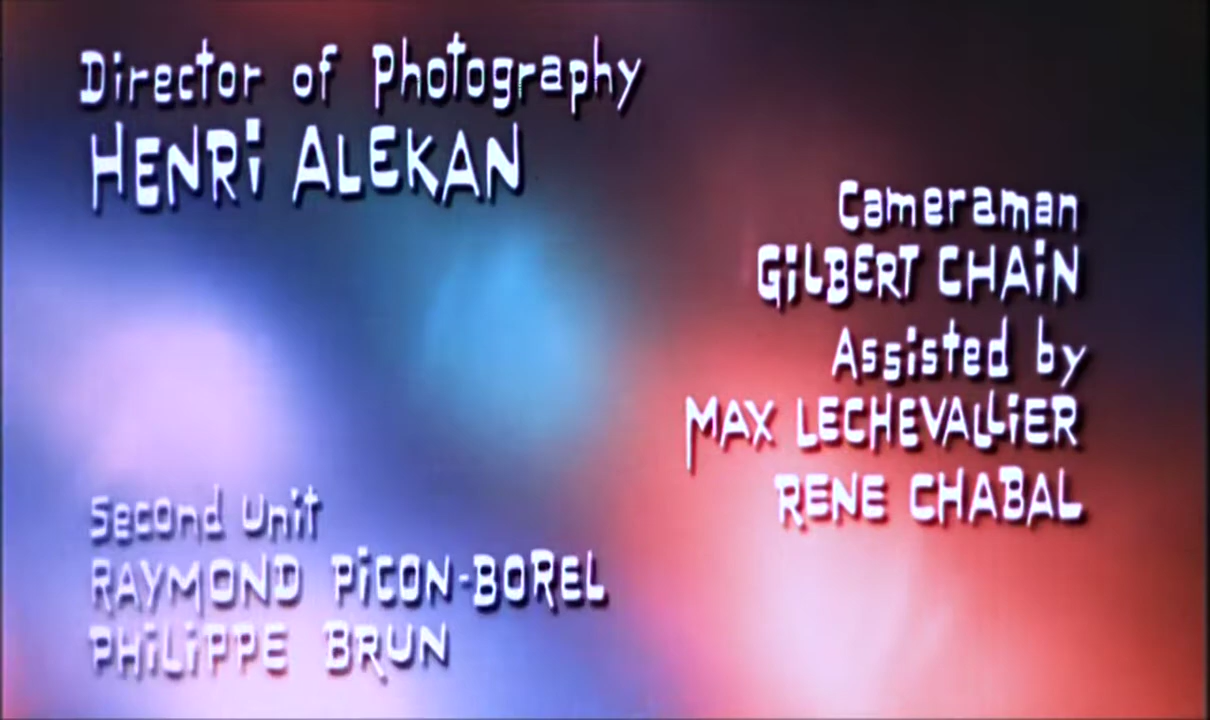 Director of Photography
HENRi ALEKAN
Cameraman
GiLBERT CHAiN
Assisted by
MAX LECHEVALLiER
RENE CHABAL
Second Unit
RAYMOND PiCON-BOREL
PHiLiPPE BRUN